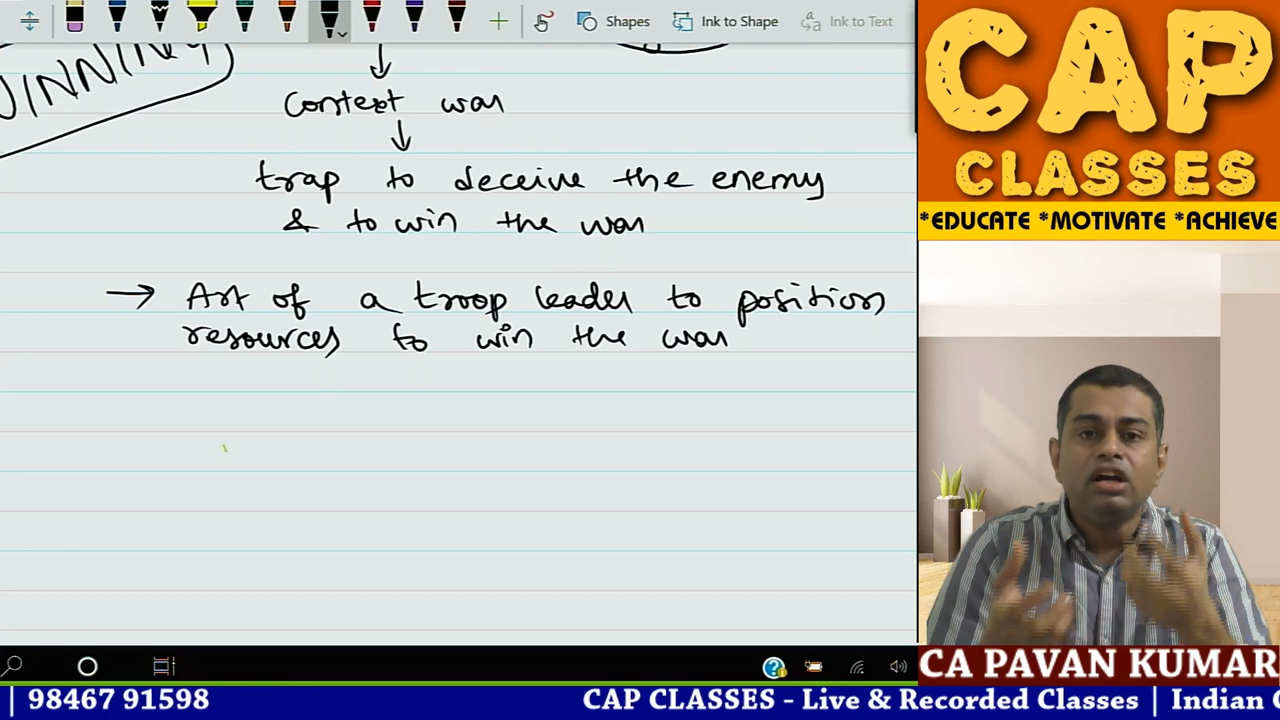 Shapes
Ink to Shape
Ink to Text
WINNING
Context war
trap to deceive the enemy
& to win the war
→ Art of a troop leader to position
resources to win the war
CAP
CLASSES
*EDUCATE *MOTIVATE *ACHIEVE
CA PAVAN KUMAR
| 98467 91598
CAP CLASSES - Live & Recorded Classes | Indian